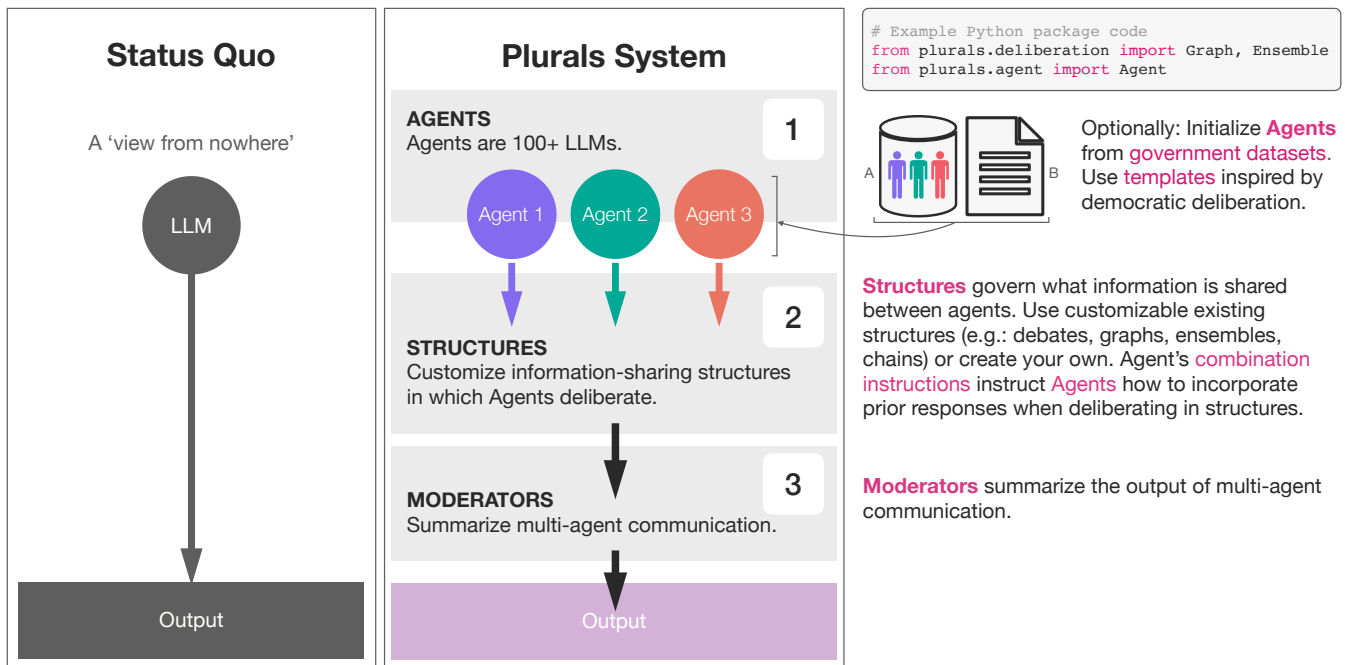 Status Quo
A ‘view from nowhere’
LLM
Output
Plurals System
AGENTS
Agents are 100+ LLMs.
1
Agent 1
Agent 2
Agent 3
2
STRUCTURES
Customize information-sharing structures
in which Agents deliberate.
3
MODERATORS
Summarize multi-agent communication.
Output
# Example Python package code
from plurals.deliberation import Graph, Ensemble
from plurals.agent import Agent
A
B
Optionally: Initialize Agents
from government datasets.
Use templates inspired by
democratic deliberation.
Structures govern what information is shared
between agents. Use customizable existing
structures (e.g.: debates, graphs, ensembles,
chains) or create your own. Agent’s combination
instructions instruct Agents how to incorporate
prior responses when deliberating in structures.
Moderators summarize the output of multi-agent
communication.